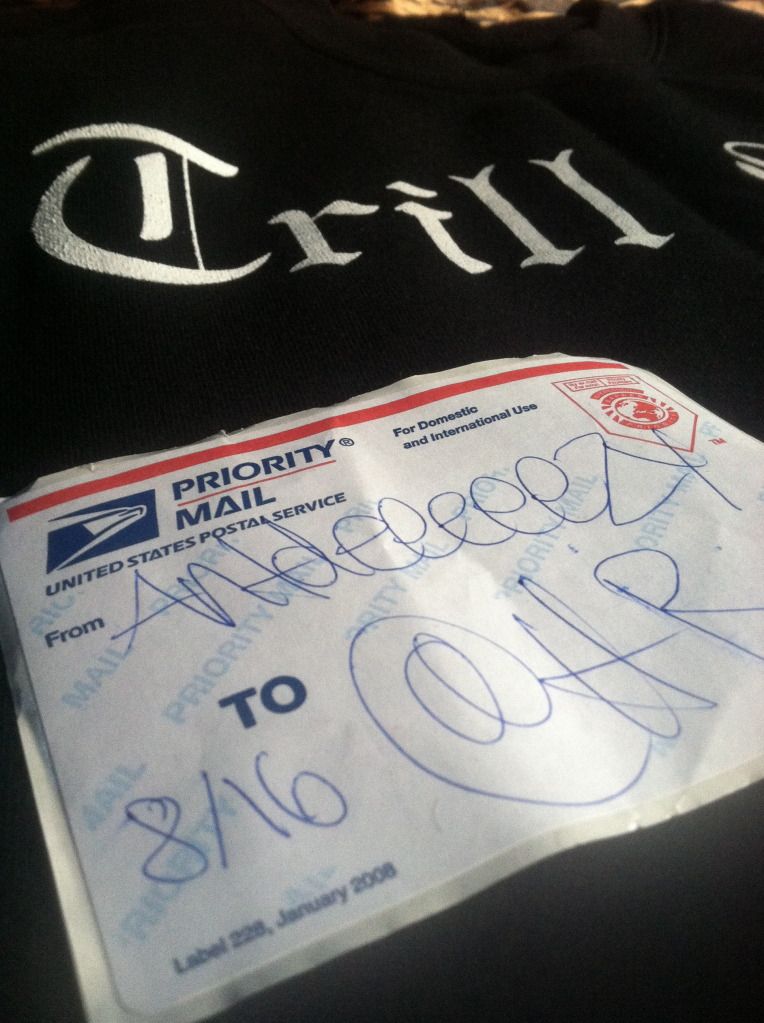 Trill
PRIORITY®
MAIL
UNITED STATES POSTAL SERVICE
For Domestic
and International Use
TM
From
TO
8/16
Label 228, January 2008